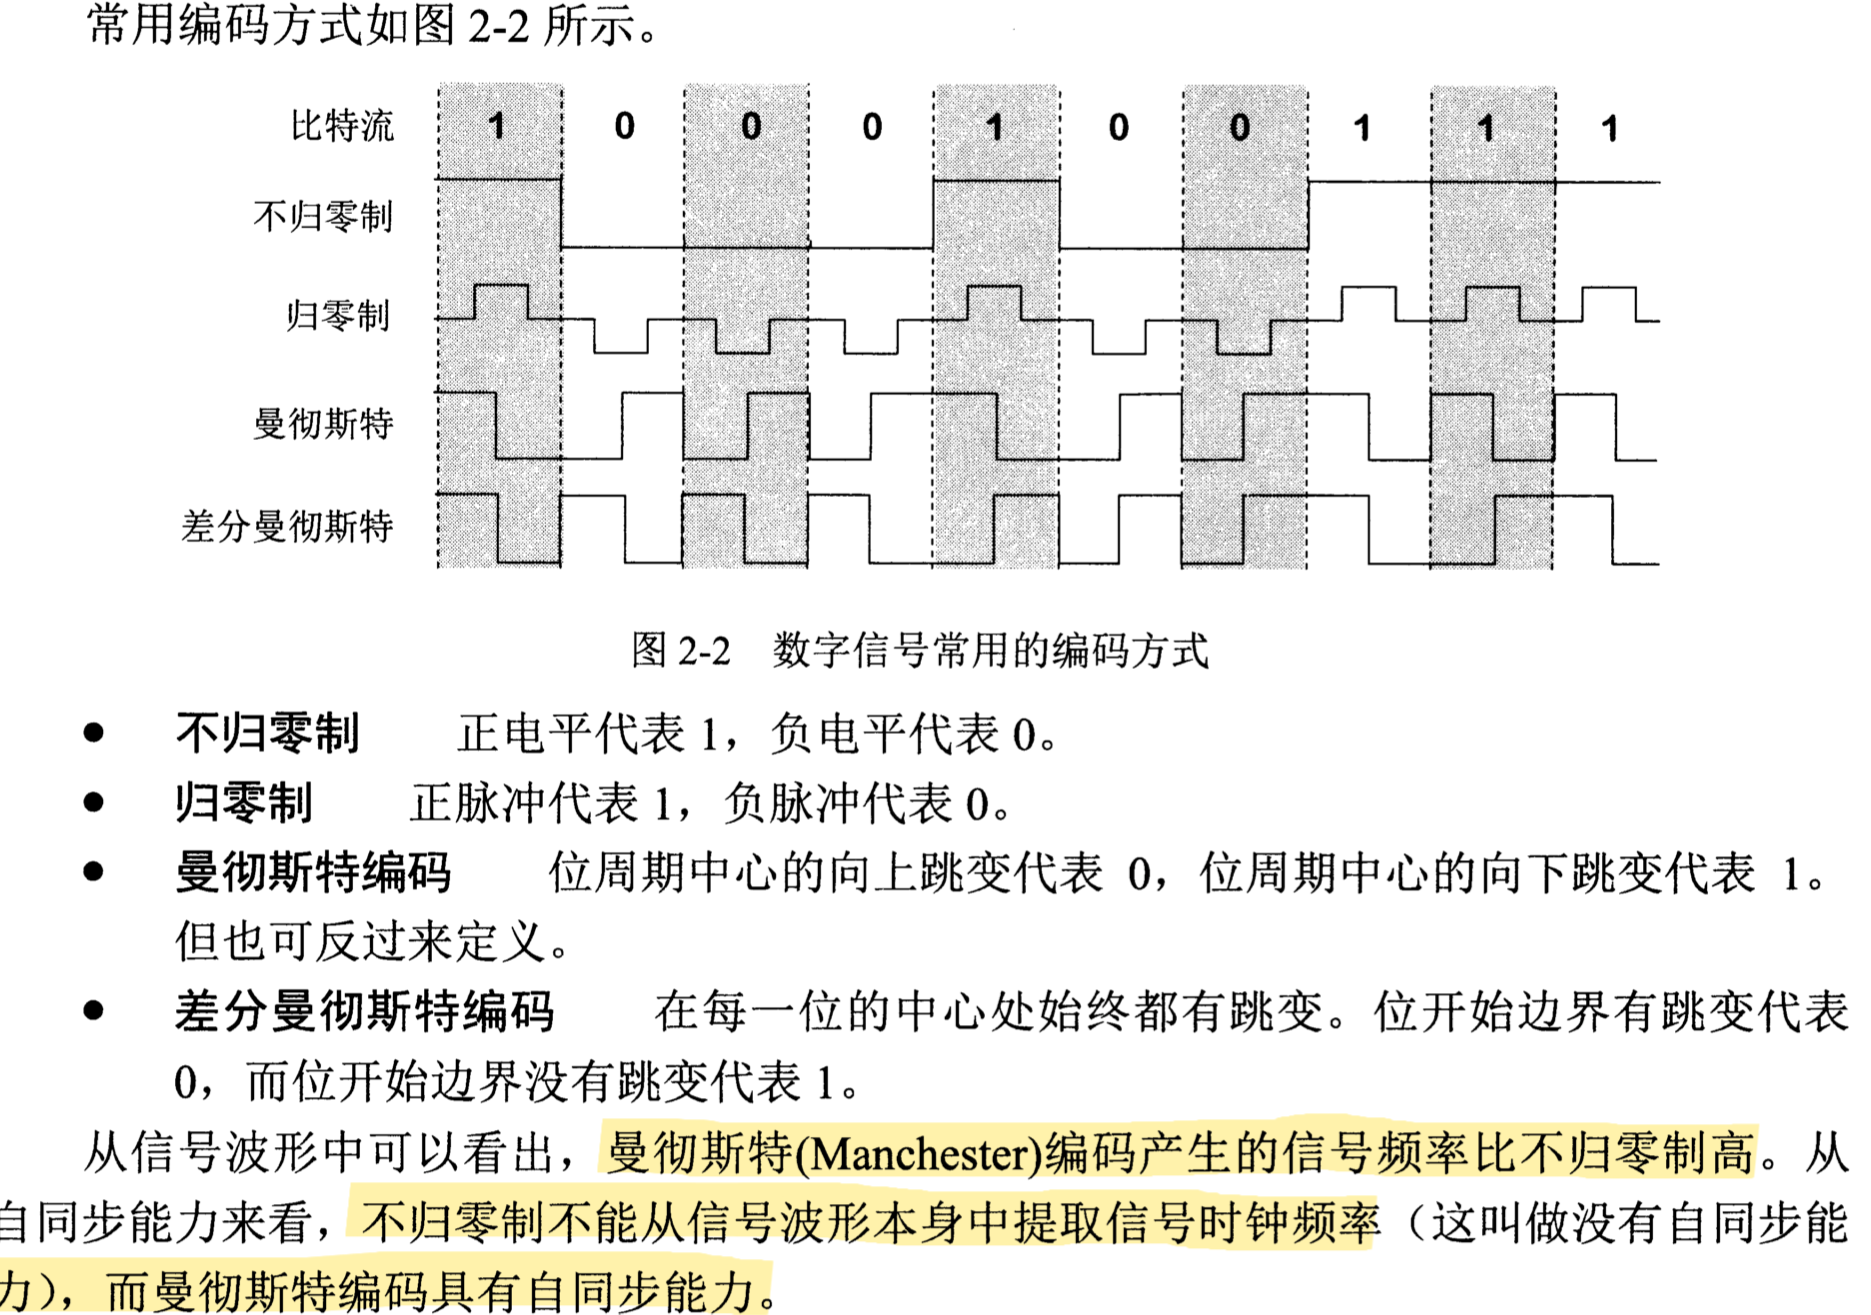 常用编码方式如图 2-2 所示。
比特流 1 0 0 0 1 0 0 1 1 1
不归零制
归零制
曼彻斯特
差分曼彻斯特
图 2-2 数字信号常用的编码方式
● 不归零制 正电平代表 1，负电平代表 0。
● 归零制 正脉冲代表 1，负脉冲代表 0。
● 曼彻斯特编码 位周期中心的向上跳变代表 0，位周期中心的向下跳变代表 1。
但也可反过来定义。
● 差分曼彻斯特编码 在每一位的中心处始终都有跳变。位开始边界有跳变代表
0，而位开始边界没有跳变代表 1。
从信号波形中可以看出，曼彻斯特(Manchester)编码产生的信号频率比不归零制高。从
自同步能力来看，不归零制不能从信号波形本身中提取信号时钟频率（这叫做没有自同步能
力），而曼彻斯特编码具有自同步能力。